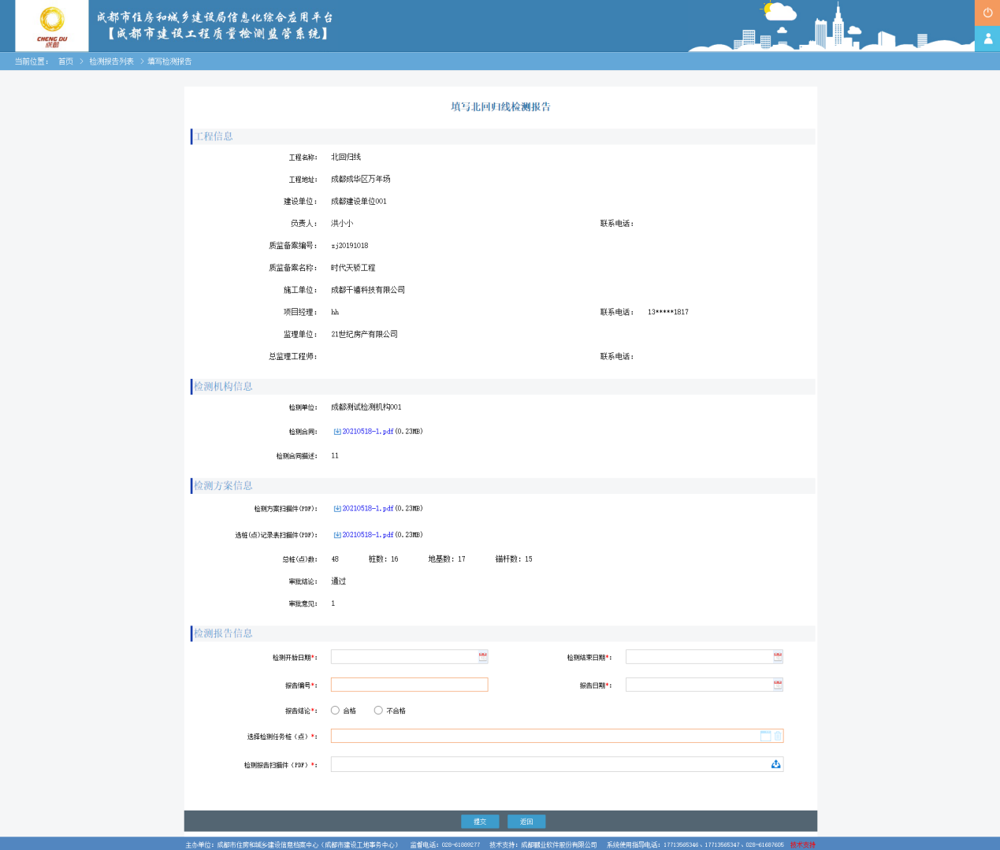 成都市住房和城乡建设局信息化综合应用平台
【成都市建设工程质量检测监管系统】
CHENG DU
成都
当前位置： 首页 > 检测报告列表 > 填写检测报告
填写北回归线检测报告
工程信息
工程名称： 北回归线
工程地址： 成都成华区万年场
建设单位： 成都建设单位001
负责人： 洪小小 联系电话：
质监备案编号： zj20191018
质监备案名称： 时代天骄工程
施工单位： 成都千禧科技有限公司
项目经理： hh 联系电话： 13*****1817
监理单位： 21世纪房产有限公司
总监理工程师： 联系电话：
检测机构信息
检测单位： 成都测试检测机构001
检测合同： 20210518-1.pdf(0.23MB)
检测合同描述： 11
检测方案信息
检测方案扫描件(PDF)： 20210518-1.pdf(0.23MB)
选桩(点)记录表扫描件(PDF)： 20210518-1.pdf(0.23MB)
总桩(点)数： 48 桩数：16 地基数：17 锚杆数：15
审批结论： 通过
审批意见： 1
检测报告信息
检测开始日期*： 检测结束日期*：
报告编号*： 报告日期*：
报告结论*： 合格 不合格
选择检测任务桩（点）*：
检测报告扫描件（PDF）*：
提交 返回
主办单位：成都市住房和城乡建设信息档案中心（成都市建设工地事务中心） 监督电话：028-61889277 技术支持：成都鹏业软件股份有限公司 系统使用指导电话：17713565346、17713565347、028-61687605 技术支持